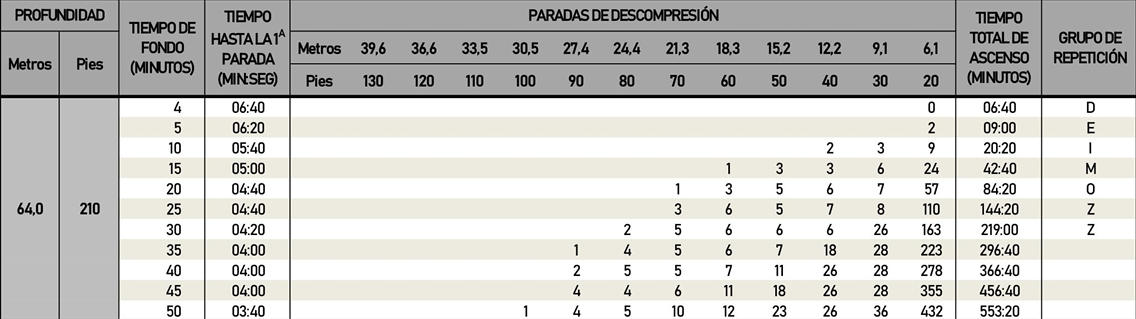 PROFUNDIDAD TIEMPO DE FONDO (MINUTOS) TIEMPO HASTA LA 1ᴬ PARADA (MIN:SEG) PARADAS DE DESCOMPRESIÓN TIEMPO TOTAL DE ASCENSO (MINUTOS) GRUPO DE REPETICIÓN
Metros Pies Metros 39,6 36,6 33,5 30,5 27,4 24,4 21,3 18,3 15,2 12,2 9,1 6,1
Pies 130 120 110 100 90 80 70 60 50 40 30 20
4 06:40 0 06:40 D
5 06:20 2 09:00 E
10 05:40 2 3 9 20:20 I
15 05:00 1 3 3 6 24 42:40 M
20 04:40 1 3 5 6 7 57 84:20 O
64,0 210 25 04:40 3 6 5 7 8 110 144:20 Z
30 04:20 2 5 6 6 6 26 163 219:00 Z
35 04:00 1 4 5 6 7 18 28 223 296:40
40 04:00 2 5 5 7 11 26 28 278 366:40
45 04:00 4 4 6 11 18 26 28 355 456:40
50 03:40 1 4 5 10 12 23 26 36 432 553:20